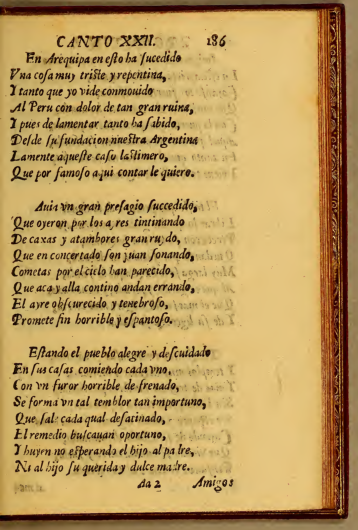 CANTO XXII. 186
En Arequipa en eſto ha ſucedido
Vna coſa muy triſte y repentina,
Y tanto que yo vide conmouido
Al Peru con dolor de tan gran ruina,
Y pues de lamentar tanto ha ſabido,
Deſde ſu fundacion nueſtra Argentina
Lamente aqueſte caſo laſtimero,
Que por famoſo aqui contar le quiero.
Auia vn gran preſagio ſuccedido,
Que oyeron por los ayres tintinando
De caxas y atambores gran ruydo,
Que en concertado ſon yuan ſonando,
Cometas por el cielo han parecido,
Que aca y alla contino andan errando,
El ayre obſcurecido y tenebroſo,
Promete fin horrible y eſpantoſo.
Eſtando el pueblo alegre y deſcuidado
En ſus caſas comiendo cada vno,
Con vn furor horrible deſrenado,
Se forma vn tal temblor tan importuno,
Que ſale cada qual deſatinado,
El remedio buſcauan oportuno,
Y huyen no eſperando el hijo al padre,
Ni al hijo ſu querida y dulce madre.
Aa 2 Amigos